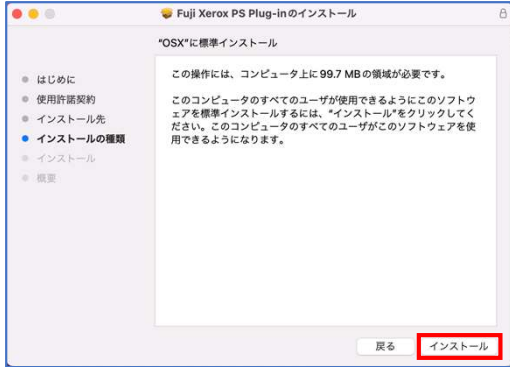 Fuji Xerox PS Plug-inのインストール
"OSX"に標準インストール
はじめに
使用許諾契約
インストール先
インストールの種類
インストール
概要
この操作には、コンピュータ上に99.7 MBの領域が必要です。
このコンピュータのすべてのユーザが使用できるようにこのソフトウ
ェアを標準インストールするには、"インストール"をクリックしてく
ださい。このコンピュータのすべてのユーザがこのソフトウェアを使
用できるようになります。
戻る
インストール